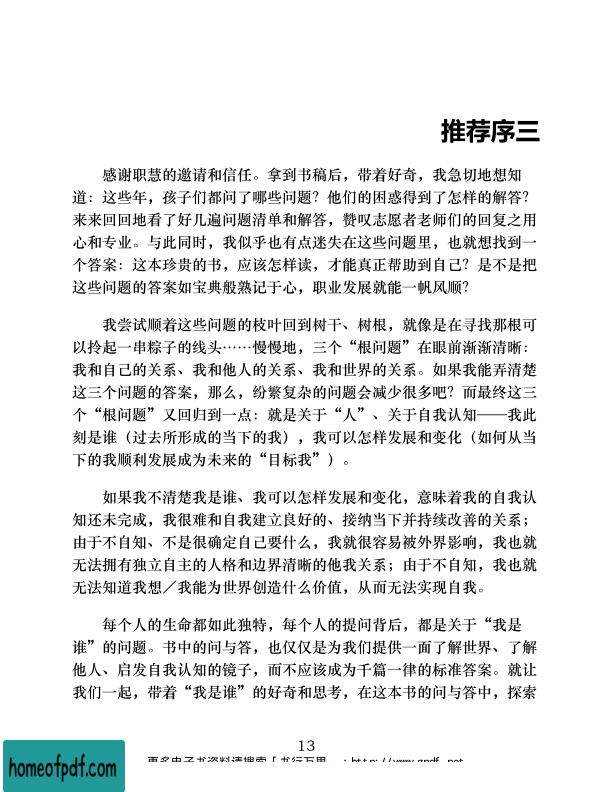 推荐序三
感谢职慧的邀请和信任。拿到书稿后，带着好奇，我急切地想知
道：这些年，孩子们都问了哪些问题？他们的困惑得到了怎样的解答？
来来回回地看了好几遍问题清单和解答，赞叹志愿者老师们的回复之用
心和专业。与此同时，我似乎也有点迷失在这些问题里，也就想找到一
个答案：这本珍贵的书，应该怎样读，才能真正帮助到自己？是不是把
这些问题的答案如宝典般熟记于心，职业发展就能一帆风顺？
我尝试顺着这些问题的枝叶回到树干、树根，就像是在寻找那根可
以拎起一串粽子的线头……慢慢地，三个“根问题”在眼前渐渐清晰：
我和自己的关系、我和他人的关系、我和世界的关系。如果我能弄清楚
这三个问题的答案，那么，纷繁复杂的问题会减少很多吧？而最终这三
个“根问题”又回归到一点：就是关于“人”、关于自我认知——我此
刻是谁（过去所形成的当下的我），我可以怎样发展和变化（如何从当
下的我顺利发展成为未来的“目标我”）。
如果我不清楚我是谁、我可以怎样发展和变化，意味着我的自我认
知还未完成，我很难和自我建立良好的、接纳当下并持续改善的关系；
由于不自知、不是很确定自己要什么，我就很容易被外界影响，我也就
无法拥有独立自主的人格和边界清晰的他我关系；由于不自知，我也就
无法知道我想／我能为世界创造什么价值，从而无法实现自我。
每个人的生命都如此独特，每个人的提问背后，都是关于“我是
谁”的问题。书中的问与答，也仅仅是为我们提供一面了解世界、了解
他人、启发自我认知的镜子，而不应该成为千篇一律的标准答案。就让
我们一起，带着“我是谁”的好奇和思考，在这本书的问与答中，探索
13
homeofpdf.com